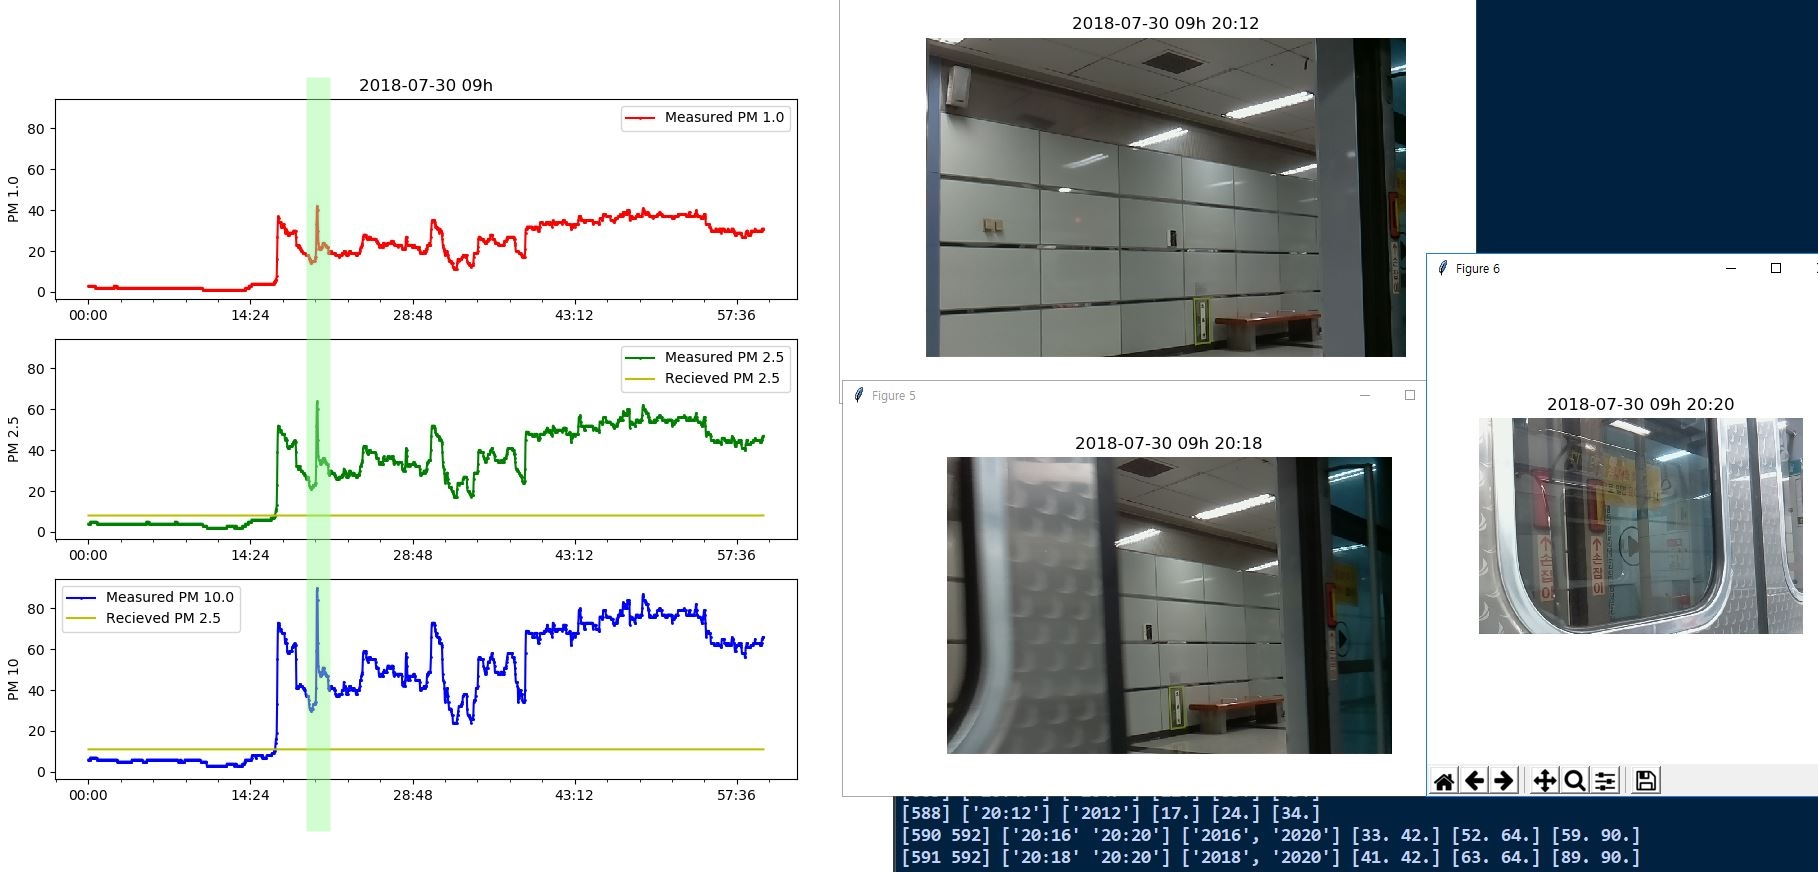 2018-07-30 09h
Measured PM 1.0
PM 1.0
80
60
40
20
0
00:00 14:24 28:48 43:12 57:36
Measured PM 2.5
Recieved PM 2.5
PM 2.5
80
60
40
20
0
00:00 14:24 28:48 43:12 57:36
Measured PM 10.0
Recieved PM 2.5
PM 10
80
60
40
20
0
00:00 14:24 28:48 43:12 57:36
2018-07-30 09h 20:12
Figure 5
2018-07-30 09h 20:18
Figure 6
2018-07-30 09h 20:20
손잡이
손잡이
[588] ['20:12'] ['2012'] [17.] [24.] [34.]
[590 592] ['20:16' '20:20'] ['2016', '2020'] [33. 42.] [52. 64.] [59. 90.]
[591 592] ['20:18' '20:20'] ['2018', '2020'] [41. 42.] [63. 64.] [89. 90.]